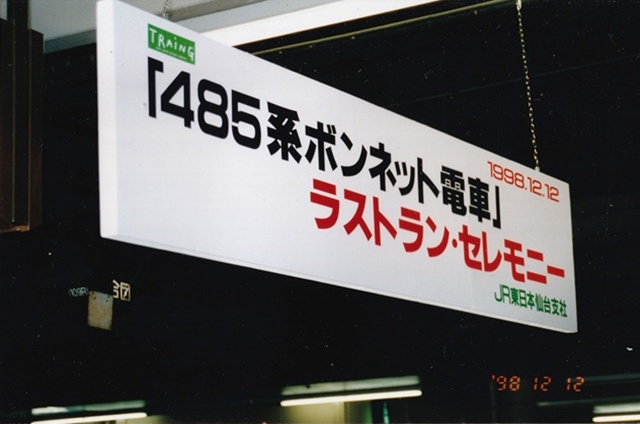 TRAiNG
「485系ボンネット電車」
1998.12.12
ラストラン・セレモニー
JR東日本仙台支社
'98 12 12